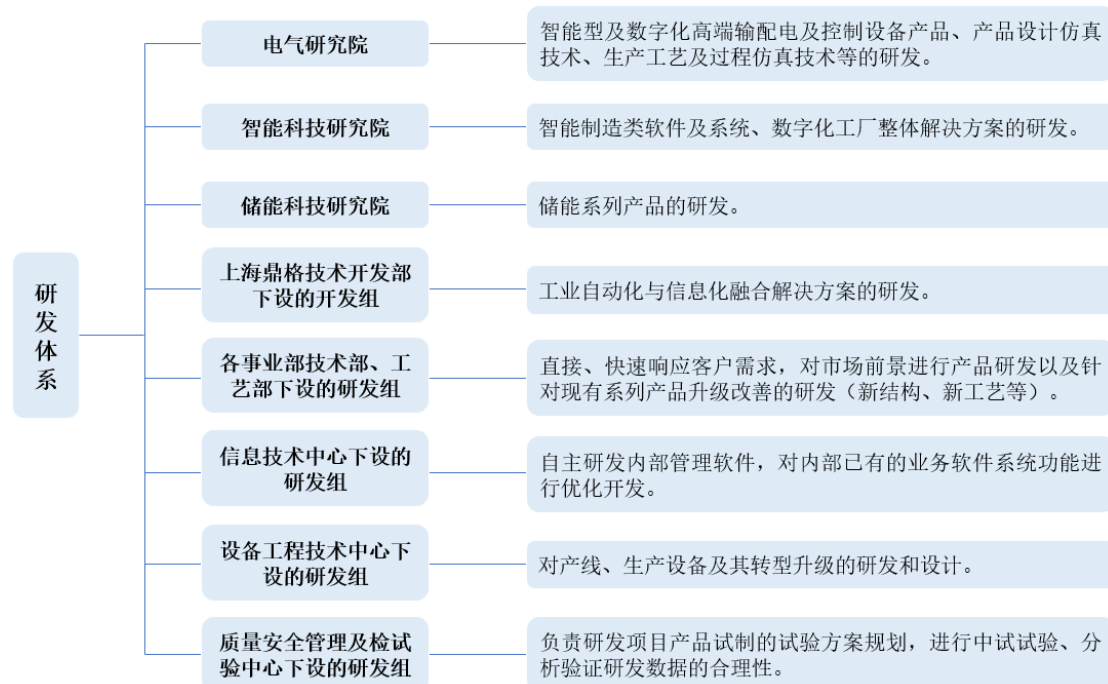 研发体系
电气研究院
智能型及数字化高端输配电及控制设备产品、产品设计仿真
技术、生产工艺及过程仿真技术等的研发。
智能科技研究院
智能制造类软件及系统、数字化工厂整体解决方案的研发。
储能科技研究院
储能系列产品的研发。
上海鼎格技术开发部
下设的开发组
工业自动化与信息化融合解决方案的研发。
各事业部技术部、工
艺部下设的研发组
直接、快速响应客户需求，对市场前景进行产品研发以及针
对现有系列产品升级改善的研发（新结构、新工艺等）。
信息技术中心下设的
研发组
自主研发内部管理软件，对内部已有的业务软件系统功能进
行优化开发。
设备工程技术中心下
设的研发组
对产线、生产设备及其转型升级的研发和设计。
质量安全管理及检试
验中心下设的研发组
负责研发项目产品试制的试验方案规划，进行中试试验、分
析验证研发数据的合理性。